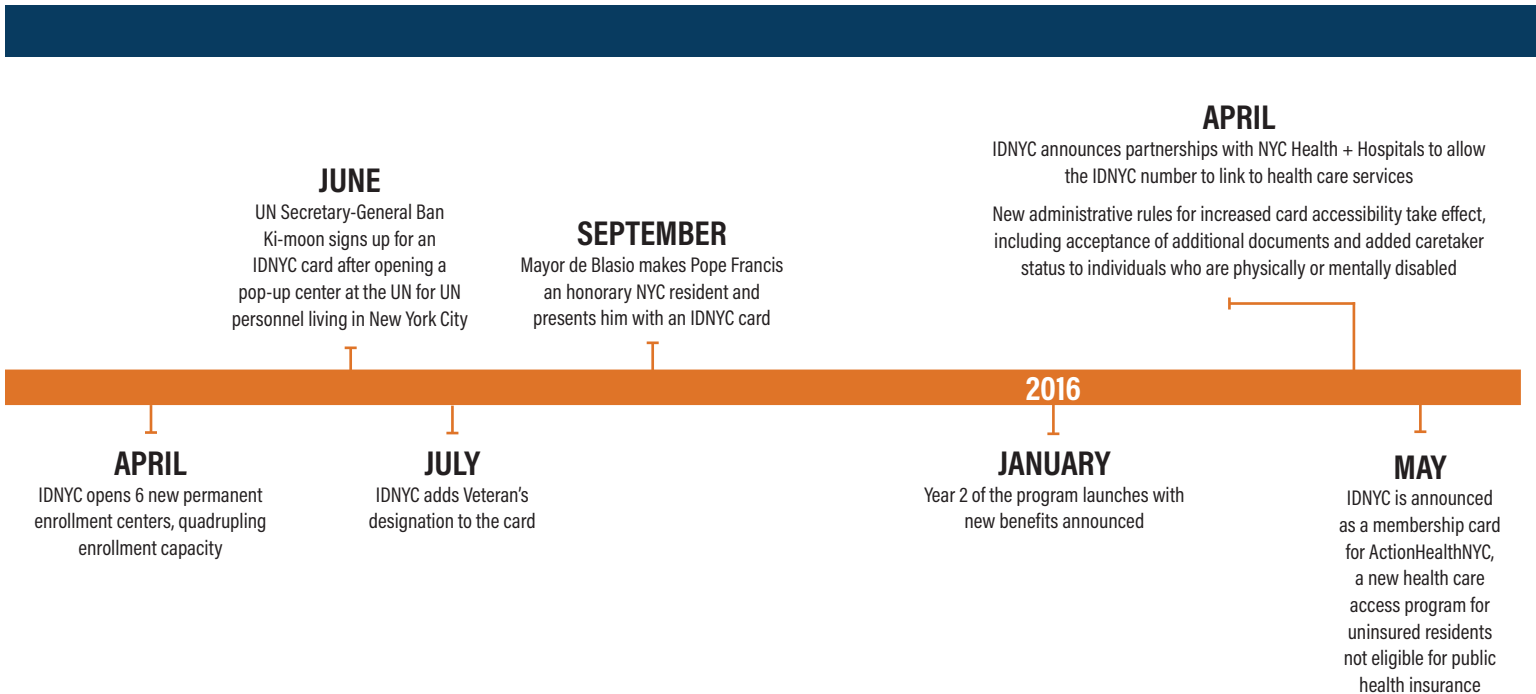 APRIL
IDNYC opens 6 new permanent
enrollment centers, quadrupling
enrollment capacity
JUNE
UN Secretary-General Ban
Ki-moon signs up for an
IDNYC card after opening a
pop-up center at the UN for UN
personnel living in New York City
JULY
IDNYC adds Veteran’s
designation to the card
SEPTEMBER
Mayor de Blasio makes Pope Francis
an honorary NYC resident and
presents him with an IDNYC card
2016
JANUARY
Year 2 of the program launches with
new benefits announced
APRIL
IDNYC announces partnerships with NYC Health + Hospitals to allow
the IDNYC number to link to health care services
New administrative rules for increased card accessibility take effect,
including acceptance of additional documents and added caretaker
status to individuals who are physically or mentally disabled
MAY
IDNYC is announced
as a membership card
for ActionHealthNYC,
a new health care
access program for
uninsured residents
not eligible for public
health insurance